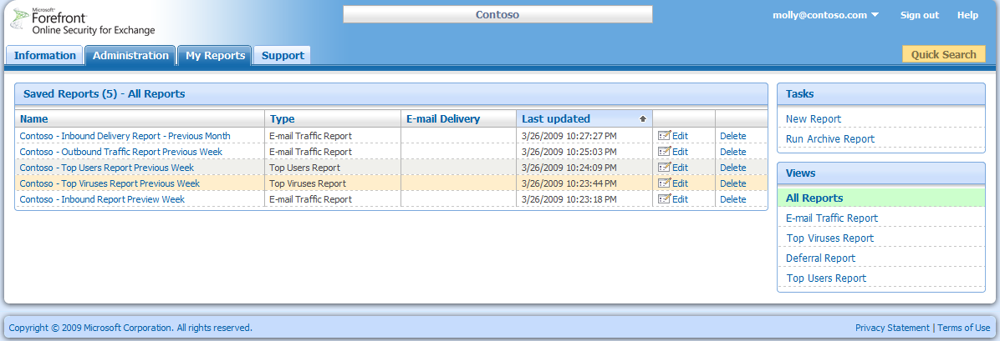 Microsoft®
Forefront™
Online Security for Exchange
Contoso
molly@contoso.com Sign out Help
Information Administration My Reports Support
Quick Search
Saved Reports (5) - All Reports
Name Type E-mail Delivery Last updated
Contoso - Inbound Delivery Report - Previous Month E-mail Traffic Report 3/26/2009 10:27:27 PM Edit Delete
Contoso - Outbound Traffic Report Previous Week E-mail Traffic Report 3/26/2009 10:25:03 PM Edit Delete
Contoso - Top Users Report Previous Week Top Users Report 3/26/2009 10:24:09 PM Edit Delete
Contoso - Top Viruses Report Previous Week Top Viruses Report 3/26/2009 10:23:44 PM Edit Delete
Contoso - Inbound Report Preview Week E-mail Traffic Report 3/26/2009 10:23:18 PM Edit Delete
Tasks
New Report
Run Archive Report
Views
All Reports
E-mail Traffic Report
Top Viruses Report
Deferral Report
Top Users Report
Copyright © 2009 Microsoft Corporation. All rights reserved.
Privacy Statement | Terms of Use